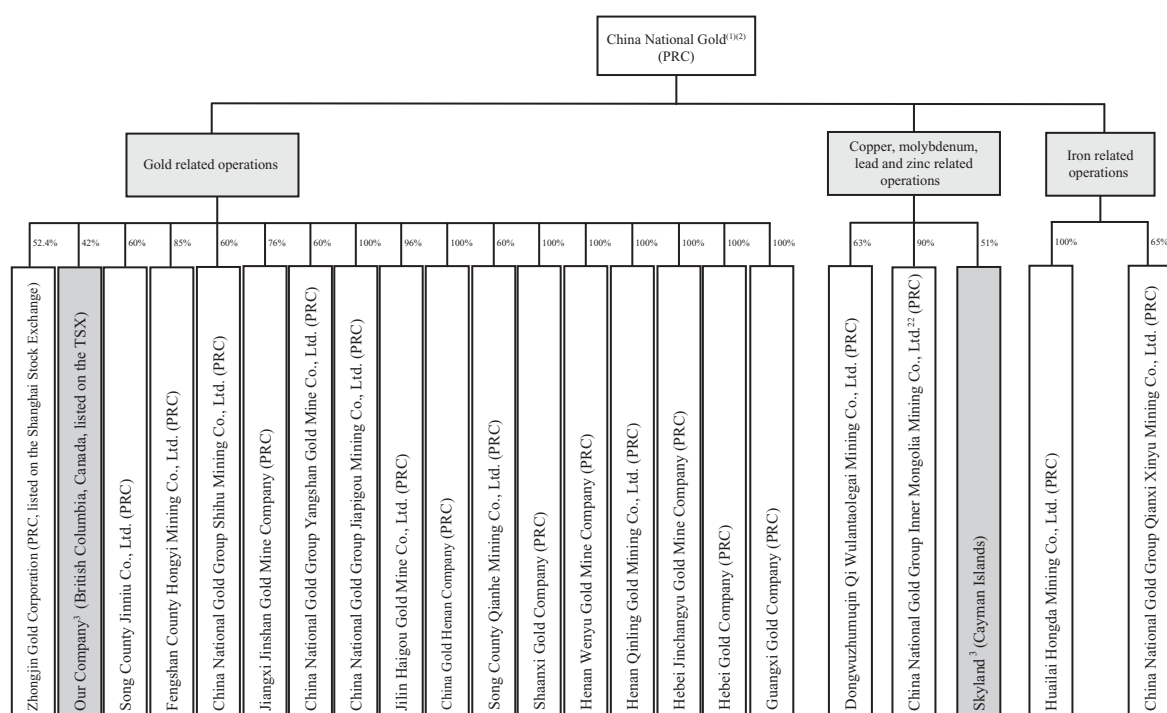 China National Gold(1)(2)
(PRC)
Gold related operations
Copper, molybdenum,
lead and zinc related
operations
Iron related
operations
52.4%
42%
60%
85%
60%
76%
60%
100%
96%
100%
60%
100%
100%
100%
100%
100%
100%
63%
90%
51%
100%
65%
Zhongjin Gold Corporation (PRC, listed on the Shanghai Stock Exchange)
Our Company3 (British Columbia, Canada, listed on the TSX)
Song County Jinniu Co., Ltd. (PRC)
Fengshan County Hongyi Mining Co., Ltd. (PRC)
China National Gold Group Shihu Mining Co., Ltd. (PRC)
Jiangxi Jinshan Gold Mine Company (PRC)
China National Gold Group Yangshan Gold Mine Co., Ltd. (PRC)
China National Gold Group Jiapigou Mining Co., Ltd. (PRC)
Jilin Haigou Gold Mine Co., Ltd. (PRC)
China Gold Henan Company (PRC)
Song County Qianhe Mining Co., Ltd. (PRC)
Shaanxi Gold Company (PRC)
Henan Wenyu Gold Mine Company (PRC)
Henan Qinling Gold Mining Co., Ltd. (PRC)
Hebei Jinchangyu Gold Mine Company (PRC)
Hebei Gold Company (PRC)
Guangxi Gold Company (PRC)
Dongwuzhumuqin Qi Wulantaolegai Mining Co., Ltd. (PRC)
China National Gold Group Inner Mongolia Mining Co., Ltd.22 (PRC)
Skyland 3 (Cayman Islands)
Huailai Hongda Mining Co., Ltd. (PRC)
China National Gold Group Qianxi Xinyu Mining Co., Ltd. (PRC)